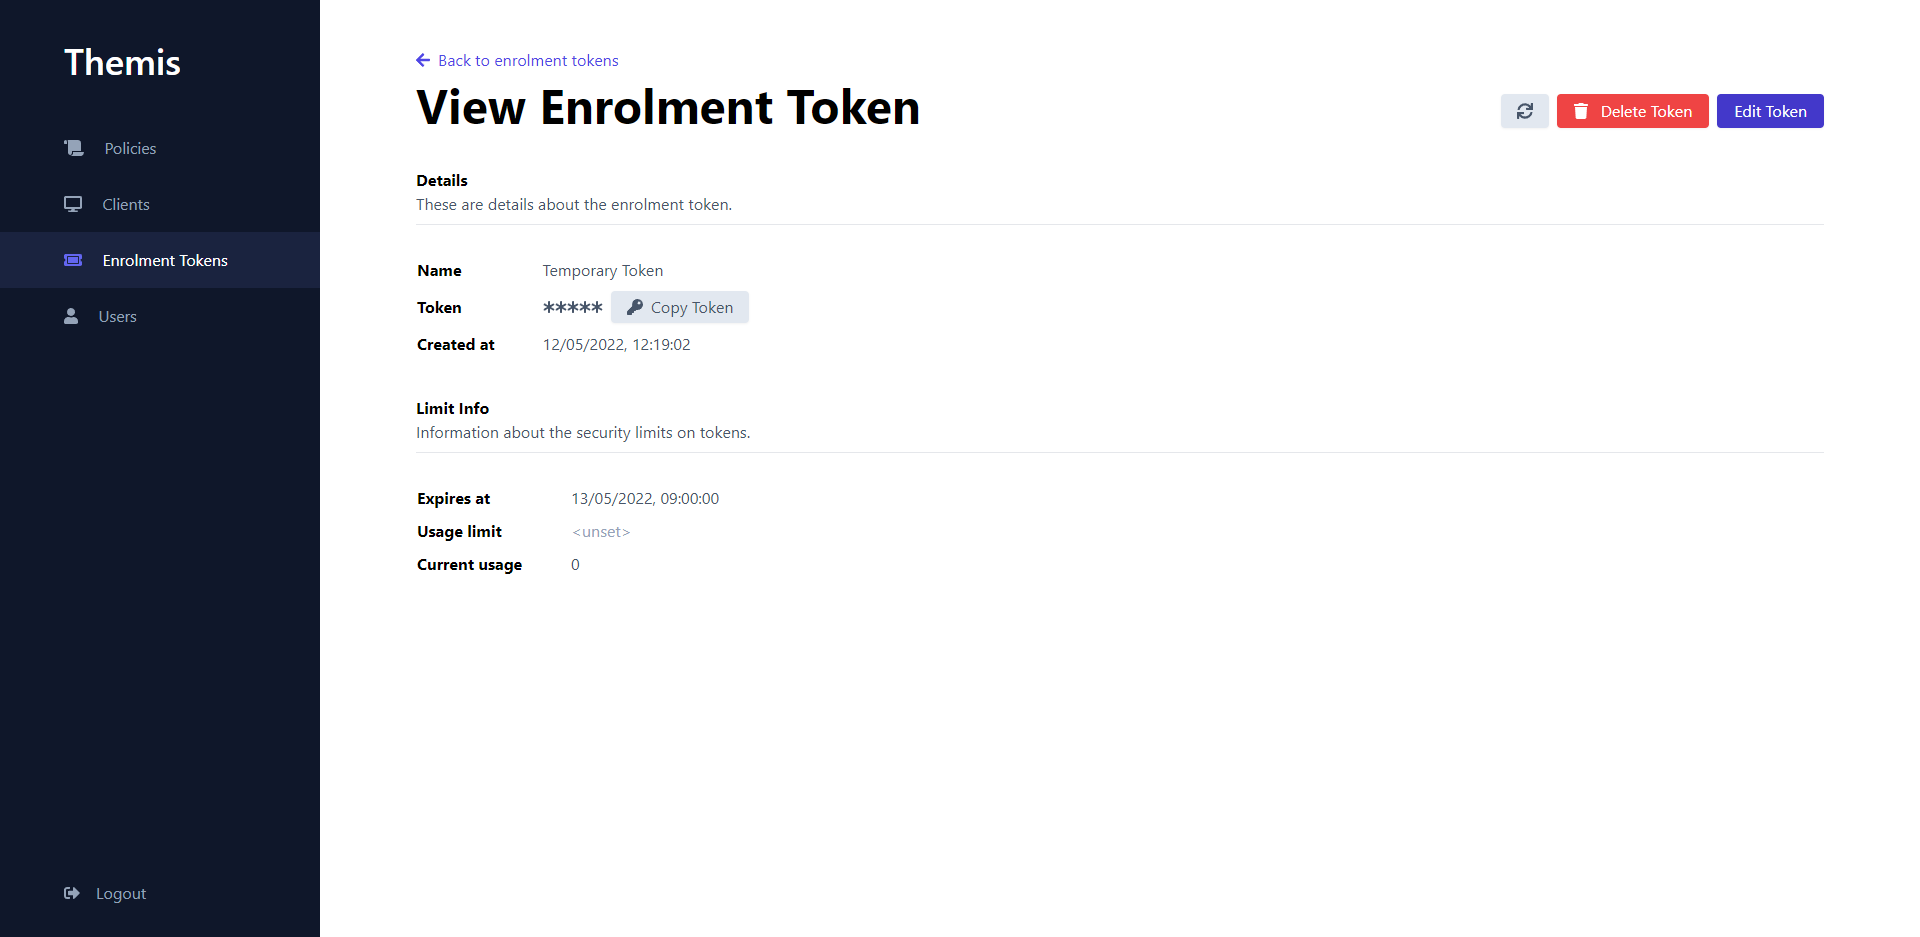 Themis
Policies
Clients
Enrolment Tokens
Users
Logout
Back to enrolment tokens
View Enrolment Token
Delete Token
Edit Token
Details
These are details about the enrolment token.
Name Temporary Token
Token ***** Copy Token
Created at 12/05/2022, 12:19:02
Limit Info
Information about the security limits on tokens.
Expires at 13/05/2022, 09:00:00
Usage limit <unset>
Current usage 0